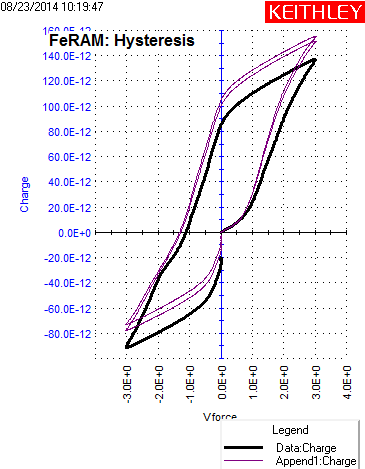 08/23/2014 10:19:47
KEITHLEY
FeRAM: Hysteresis
160.0E-12
140.0E-12
120.0E-12
100.0E-12
80.0E-12
60.0E-12
40.0E-12
20.0E-12
0.0E+0
-20.0E-12
-40.0E-12
-60.0E-12
-80.0E-12
Charge
-3.0E+0
-2.0E+0
-1.0E+0
0.0E+0
1.0E+0
2.0E+0
3.0E+0
4.0E+0
Vforce
Legend
Data:Charge
Append1:Charge